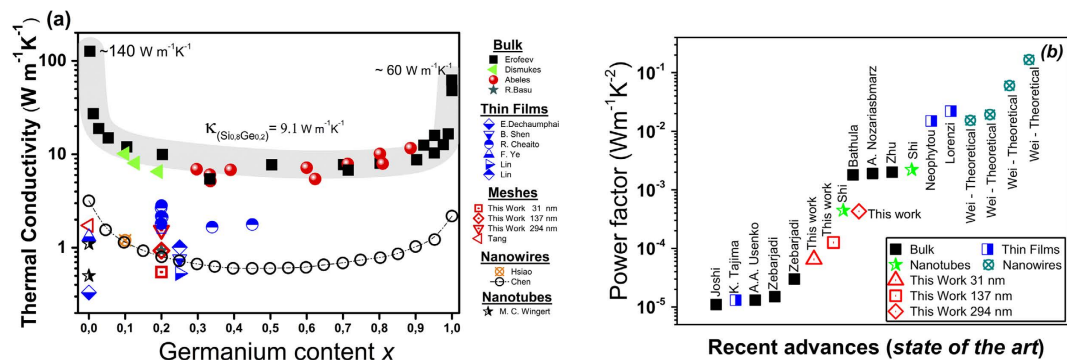 (a)
Thermal Conductivity (W m⁻¹K⁻¹)
100
10
1
~140 W m⁻¹K⁻¹
~ 60 W m⁻¹K⁻¹
κ(Si0,8Ge0,2)= 9.1 W m⁻¹K⁻¹
0,0 0,1 0,2 0,3 0,4 0,5 0,6 0,7 0,8 0,9 1,0
Germanium content x
Bulk
Erofeev
Dismukes
Abeles
R.Basu
Thin Films
E.Dechaumphai
B. Shen
R. Cheaito
F. Ye
Lin
Lin
Meshes
This Work 31 nm
This Work 137 nm
This Work 294 nm
Tang
Nanowires
Hsiao
Chen
Nanotubes
M. C. Wingert
(b)
Power factor (Wm⁻¹K⁻²)
10⁻¹
10⁻²
10⁻³
10⁻⁴
10⁻⁵
Joshi
K. Tajima
A.A. Usenko
Zebarjadi
Zebarjadi
This work
This work
Shi
This work
Bathula
A. Nozariasbmarz
Zhu
Shi
Neophytou
Lorenzi
Wei - Theoretical
Wei - Theoretical
Wei - Theoretical
Wei - Theoretical
Bulk
Thin Films
Nanotubes
Nanowires
This Work 31 nm
This Work 137 nm
This Work 294 nm
Recent advances (state of the art)